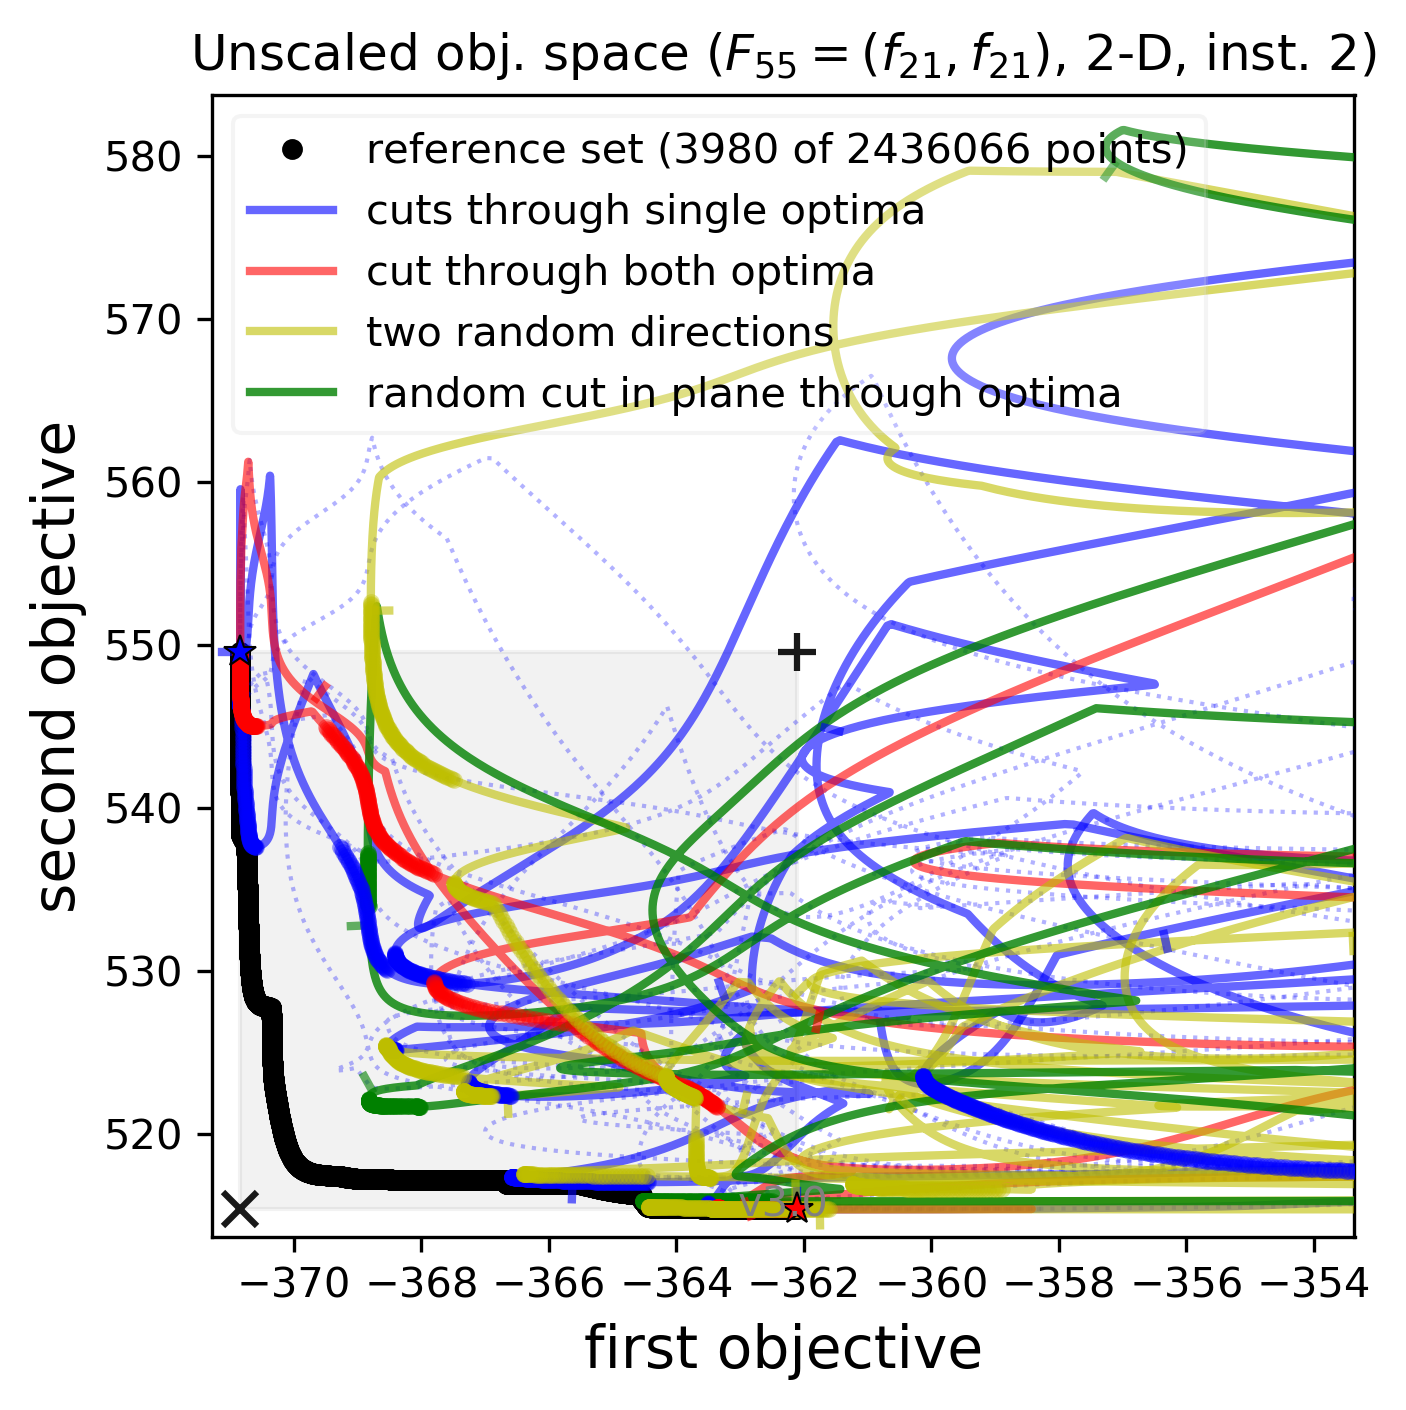 Unscaled obj. space (F₅₅ = (f₂₁, f₂₁), 2-D, inst. 2)
reference set (3980 of 2436066 points)
cuts through single optima
cut through both optima
two random directions
random cut in plane through optima
580
570
560
550
540
530
520
second objective
v3.0
−370 −368 −366 −364 −362 −360 −358 −356 −354
first objective